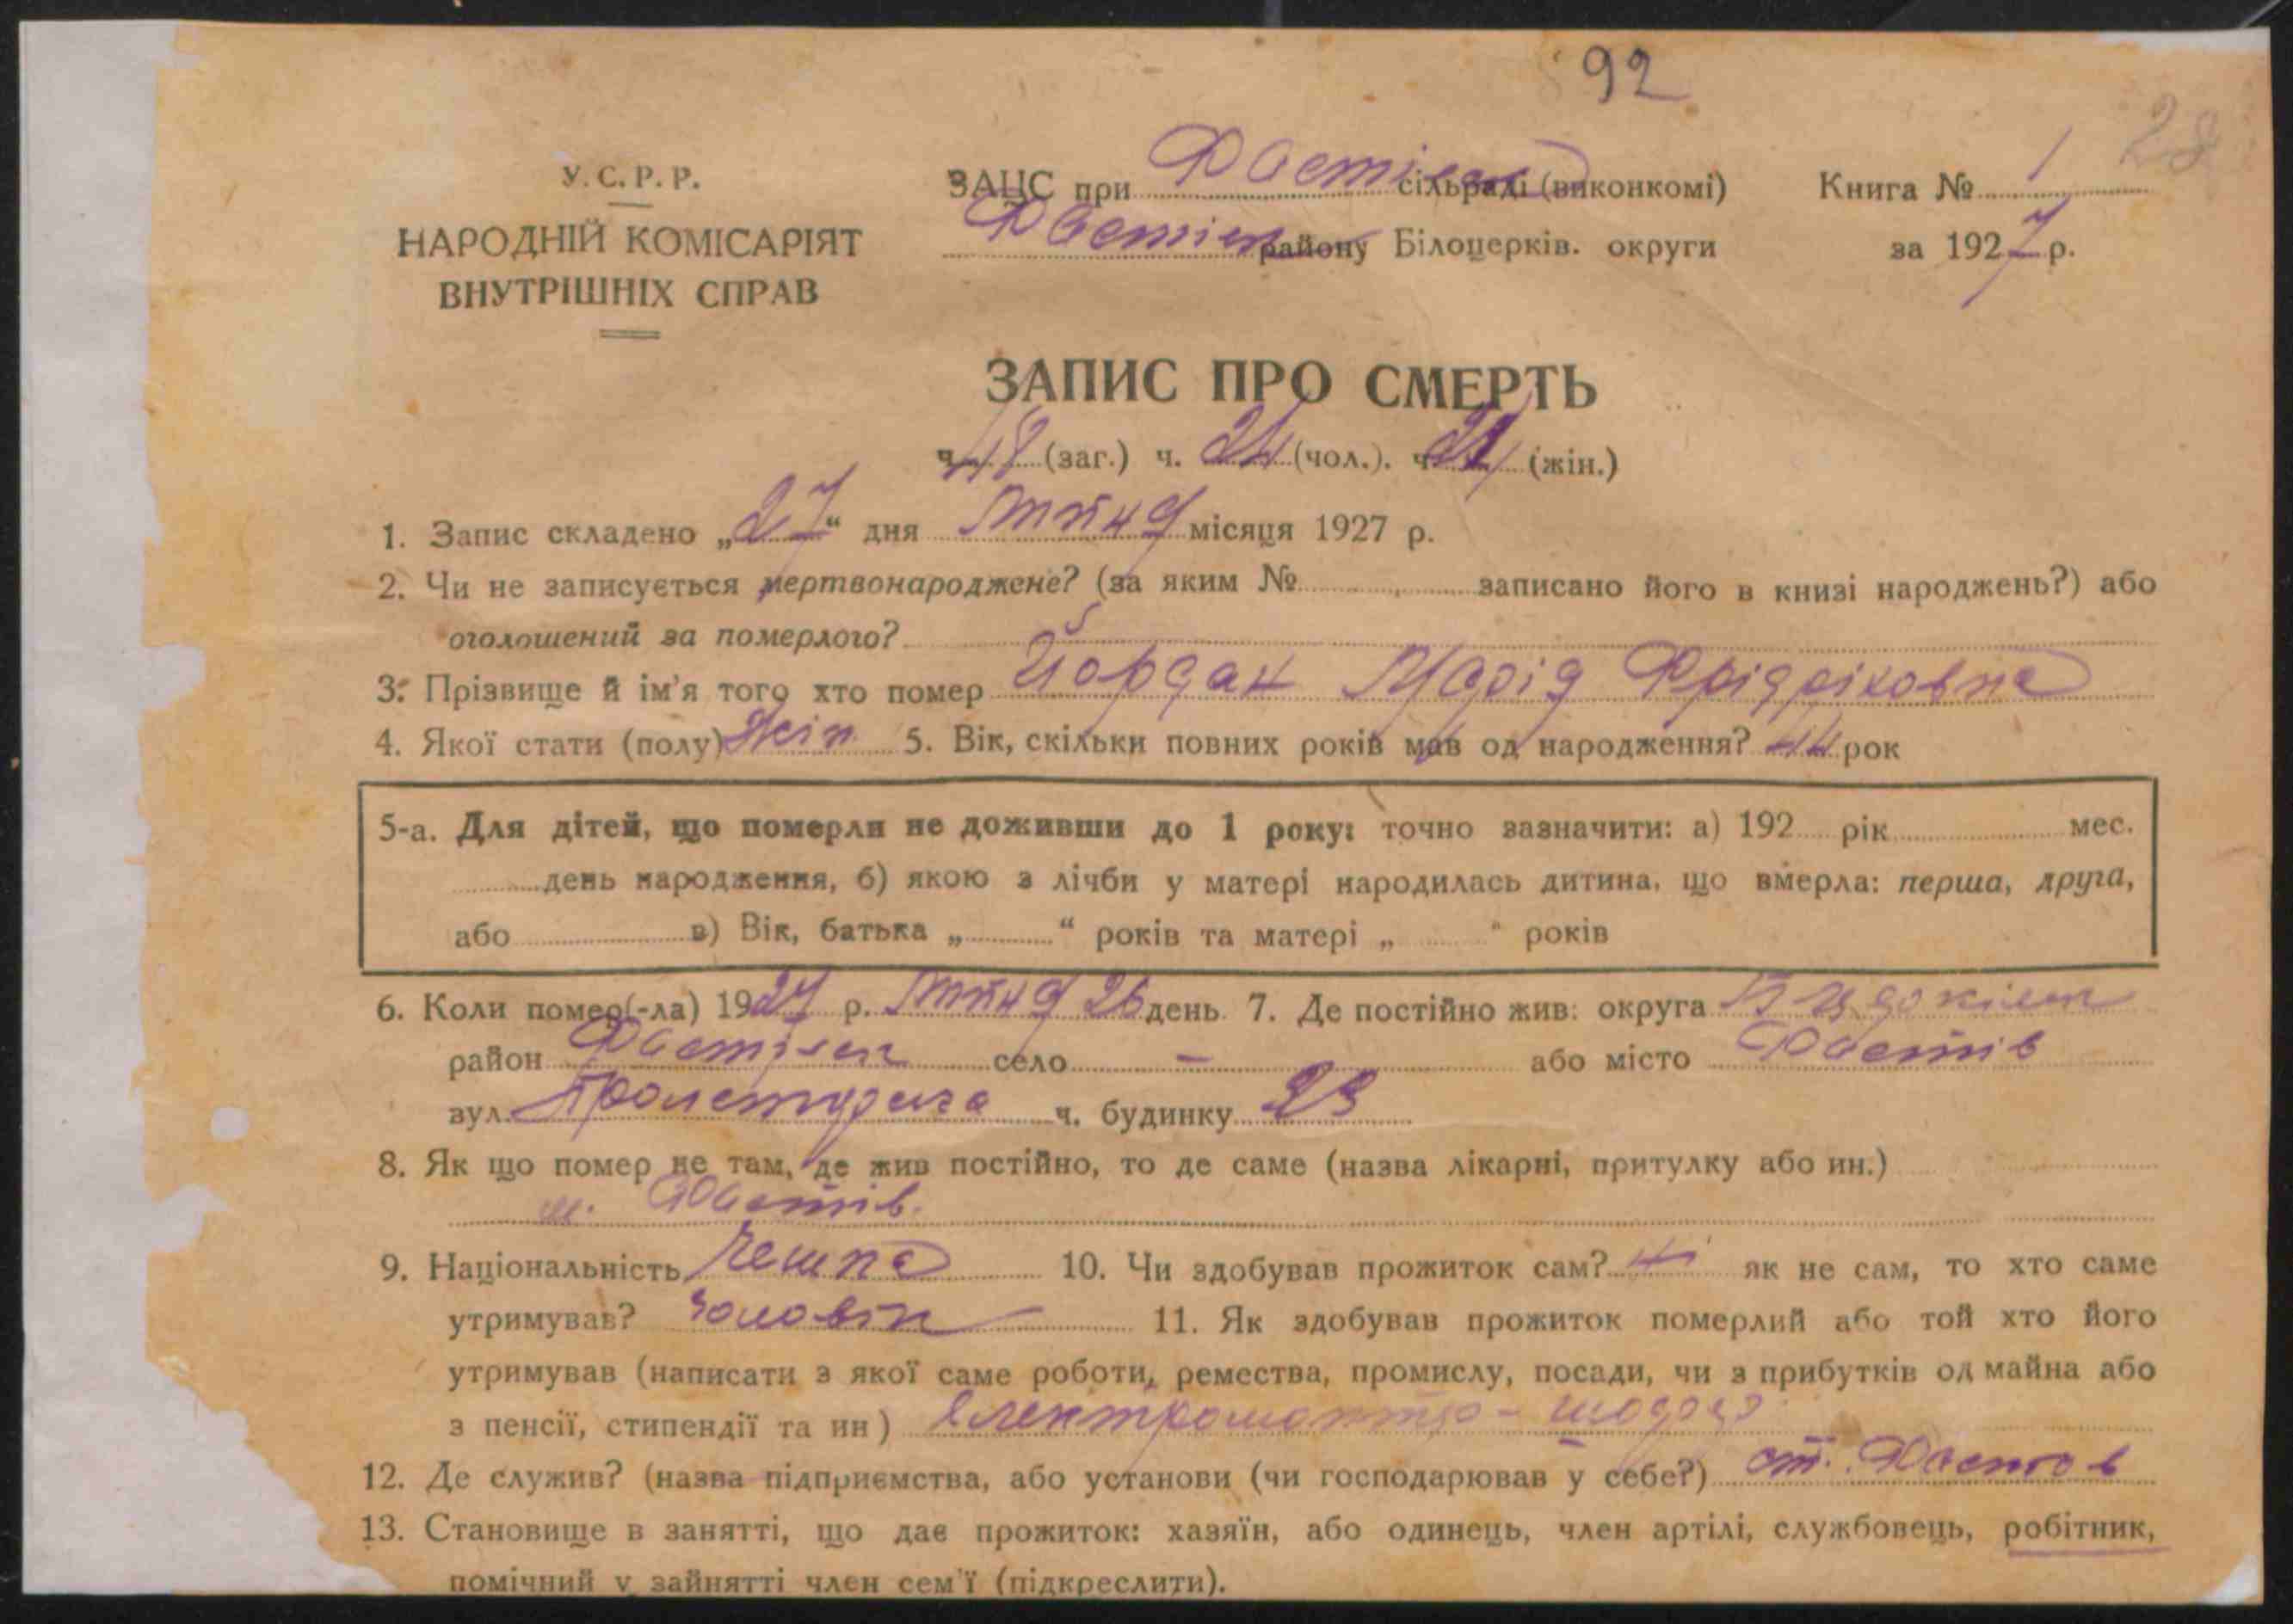 92
28
У.С.Р.Р.
НАРОДНІЙ КОМІСАРІЯТ
ВНУТРІШНІХ СПРАВ
ЗАЦС при Фастівськ сільраді (виконкомі)
Фастівськ району Білоцерків. округи
Книга № 1
за 1927 р.
ЗАПИС ПРО СМЕРТЬ
ч. 48 (заг.) ч. 24 (чол.). ч. (жін.)
1. Запис складено „27“ дня місяця 1927 р.
2. Чи не записується мертвонароджене? (за яким № записано його в книзі народжень?) або
оголошений за померлого?
3. Прізвище й ім'я того хто помер Йордан Марія Фрідріховна
4. Якої стати (полу) жін 5. Вік, скільки повних років мав од народження? 44 рок
5-а. Для дітей, що померли не доживши до 1 року: точно зазначити: а) 192 рік мес.
день народження, б) якою з лічби у матері народилась дитина, що вмерла: перша, друга,
або в) Вік, батька „ “ років та матері „ “ років
6. Коли помер(-ла) 1927 р. 26 день. 7. Де постійно жив: округа
район Фастівськ село — або місто Фастів
вул. ч. будинку 23
8. Як що помер не там, де жив постійно, то де саме (назва лікарні, притулку або ин.)
м. Фастів.
9. Національність Чешка 10. Чи здобував прожиток сам? ні як не сам, то хто саме
утримував? чоловік 11. Як здобував прожиток померлий або той хто його
утримував (написати з якої саме роботи, ремества, промислу, посади, чи з прибутків од майна або
з пенсії, стипендії та ин)
12. Де служив? (назва підприємства, або установи (чи господарював у себе?) ст. Фастов
13. Становище в занятті, що дає прожиток: хазяїн, або одинець, член артілі, службовець, робітник,
помічний у зайнятті член сем'ї (підкреслити).